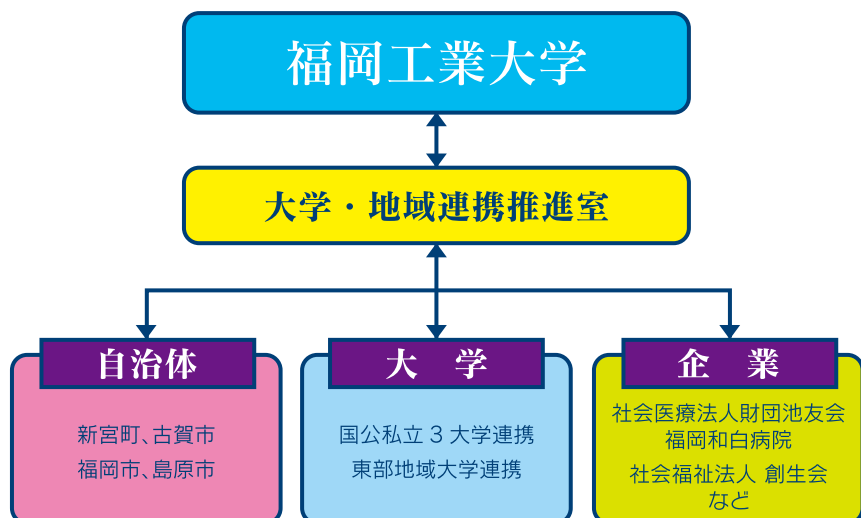 福岡工業大学
大学・地域連携推進室
自治体
新宮町、古賀市
福岡市、島原市
大　学
国公私立3大学連携
東部地域大学連携
企　業
社会医療法人財団池友会
福岡和白病院
社会福祉法人 創生会
など